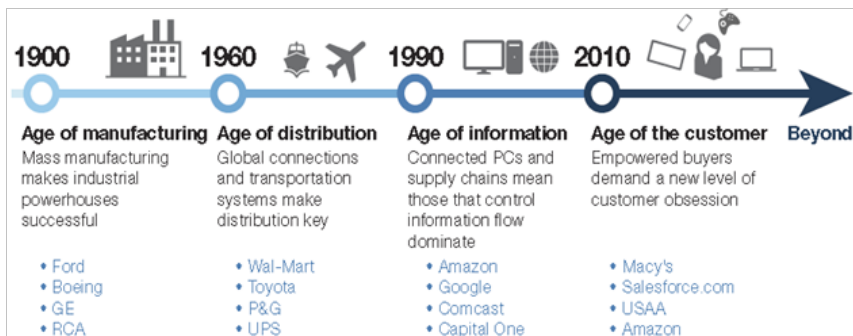 1900
1960
1990
2010
Age of manufacturing
Mass manufacturing
makes industrial
powerhouses
successful
• Ford
• Boeing
• GE
• RCA
Age of distribution
Global connections
and transportation
systems make
distribution key
• Wal-Mart
• Toyota
• P&G
• UPS
Age of information
Connected PCs and
supply chains mean
those that control
information flow
dominate
• Amazon
• Google
• Comcast
• Capital One
Age of the customer
Empowered buyers
demand a new level of
customer obsession
• Macy's
• Salesforce.com
• USAA
• Amazon
Beyond